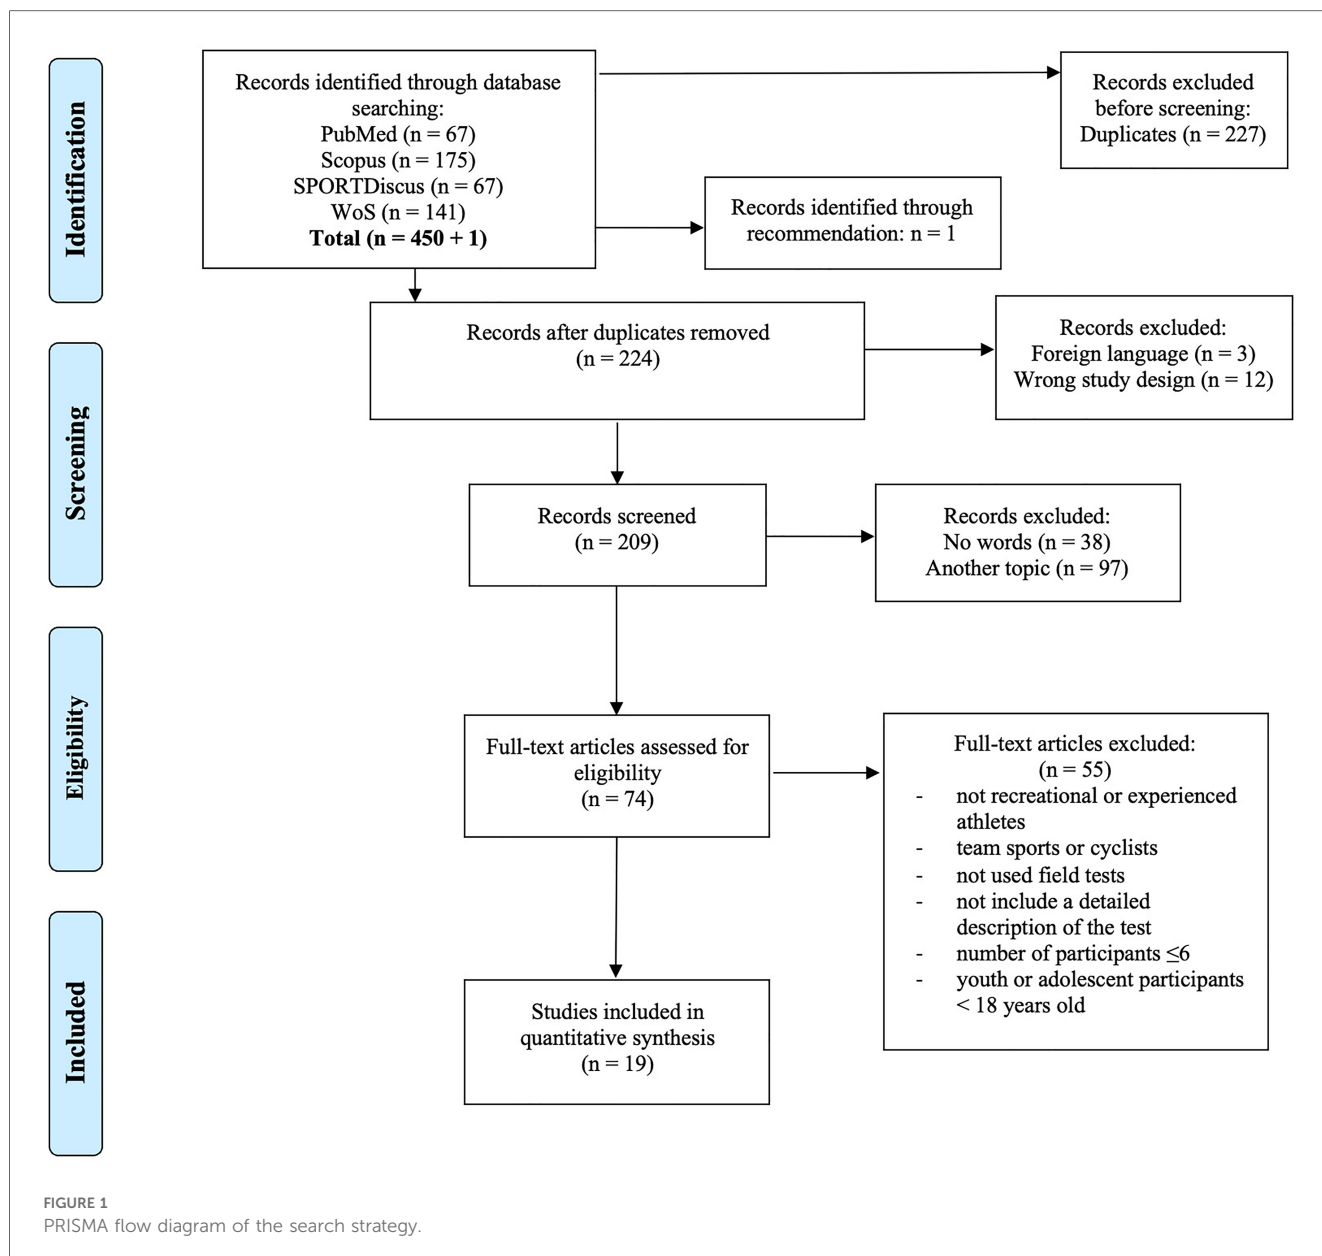 Identification
Records identified through database
searching:
PubMed (n = 67)
Scopus (n = 175)
SPORTDiscus (n = 67)
WoS (n = 141)
Total (n = 450 + 1)
Records excluded
before screening:
Duplicates (n = 227)
Records identified through
recommendation: n = 1
Screening
Records after duplicates removed
(n = 224)
Records excluded:
Foreign language (n = 3)
Wrong study design (n = 12)
Records screened
(n = 209)
Records excluded:
No words (n = 38)
Another topic (n = 97)
Eligibility
Full-text articles assessed for
eligibility
(n = 74)
Full-text articles excluded:
(n = 55)
- not recreational or experienced
athletes
- team sports or cyclists
- not used field tests
- not include a detailed
description of the test
- number of participants ≤6
- youth or adolescent participants
< 18 years old
Included
Studies included in
quantitative synthesis
(n = 19)
FIGURE 1
PRISMA flow diagram of the search strategy.